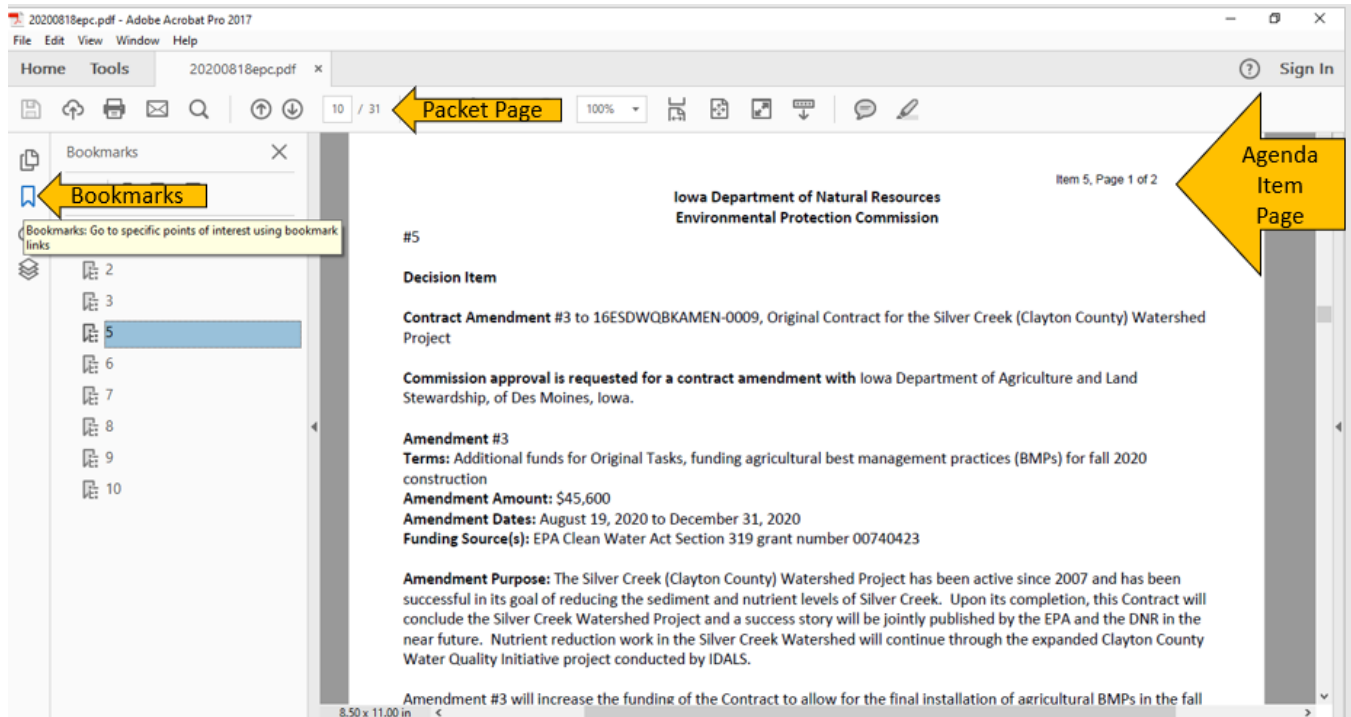 20200818epc.pdf - Adobe Acrobat Pro 2017
File Edit View Window Help
Home Tools 20200818epc.pdf ×
? Sign In
10 / 31
Packet Page
100%
Bookmarks
Bookmarks
Bookmarks: Go to specific points of interest using bookmark
links
2
3
5
6
7
8
9
10
Agenda
Item
Page
Item 5, Page 1 of 2
Iowa Department of Natural Resources
Environmental Protection Commission
#5
Decision Item
Contract Amendment #3 to 16ESDWQBKAMEN-0009, Original Contract for the Silver Creek (Clayton County) Watershed
Project
Commission approval is requested for a contract amendment with Iowa Department of Agriculture and Land
Stewardship, of Des Moines, Iowa.
Amendment #3
Terms: Additional funds for Original Tasks, funding agricultural best management practices (BMPs) for fall 2020
construction
Amendment Amount: $45,600
Amendment Dates: August 19, 2020 to December 31, 2020
Funding Source(s): EPA Clean Water Act Section 319 grant number 00740423
Amendment Purpose: The Silver Creek (Clayton County) Watershed Project has been active since 2007 and has been
successful in its goal of reducing the sediment and nutrient levels of Silver Creek. Upon its completion, this Contract will
conclude the Silver Creek Watershed Project and a success story will be jointly published by the EPA and the DNR in the
near future. Nutrient reduction work in the Silver Creek Watershed will continue through the expanded Clayton County
Water Quality Initiative project conducted by IDALS.
Amendment #3 will increase the funding of the Contract to allow for the final installation of agricultural BMPs in the fall
8.50 x 11.00 in